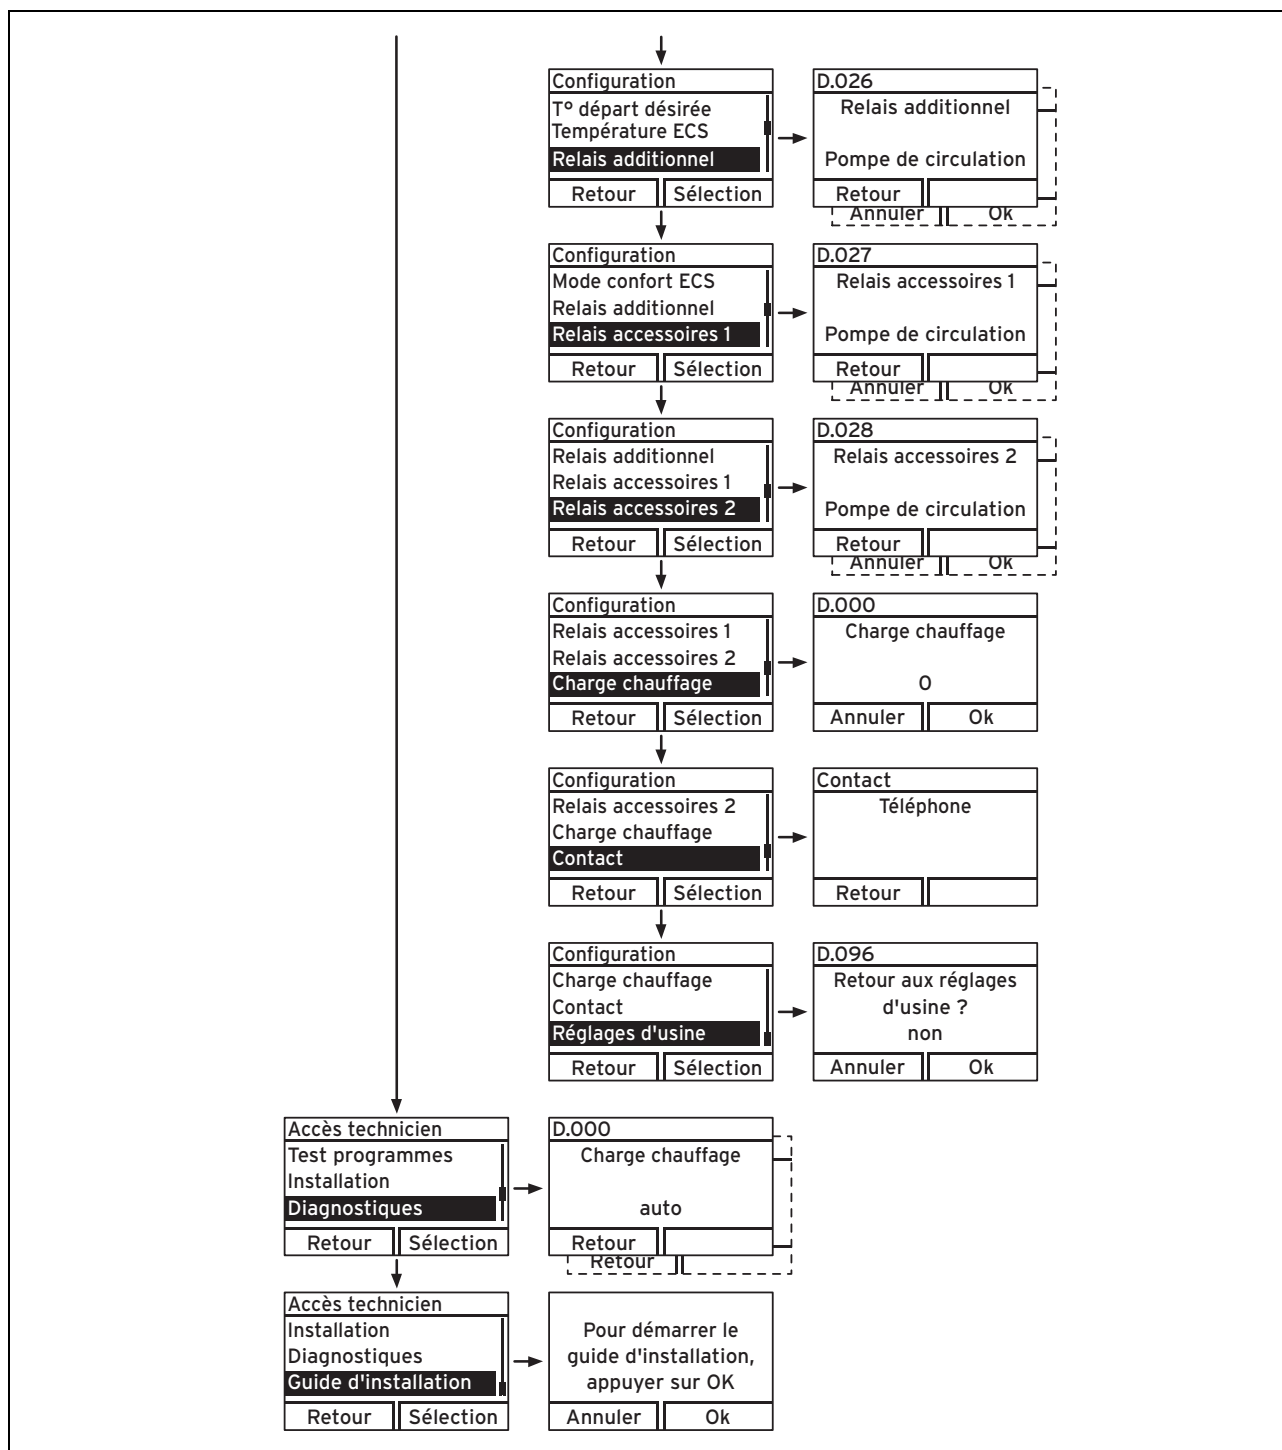 Configuration
T° départ désirée
Température ECS
Relais additionnel
Retour Sélection
D.026
Relais additionnel
Pompe de circulation
Retour
Annuler Ok
Configuration
Mode confort ECS
Relais additionnel
Relais accessoires 1
Retour Sélection
D.027
Relais accessoires 1
Pompe de circulation
Retour
Annuler Ok
Configuration
Relais additionnel
Relais accessoires 1
Relais accessoires 2
Retour Sélection
D.028
Relais accessoires 2
Pompe de circulation
Retour
Annuler Ok
Configuration
Relais accessoires 1
Relais accessoires 2
Charge chauffage
Retour Sélection
D.000
Charge chauffage
0
Annuler Ok
Configuration
Relais accessoires 2
Charge chauffage
Contact
Retour Sélection
Contact
Téléphone
Retour
Configuration
Charge chauffage
Contact
Réglages d'usine
Retour Sélection
D.096
Retour aux réglages
d'usine ?
non
Annuler Ok
Accès technicien
Test programmes
Installation
Diagnostiques
Retour Sélection
D.000
Charge chauffage
auto
Retour
Retour
Accès technicien
Installation
Diagnostiques
Guide d'installation
Retour Sélection
Pour démarrer le
guide d'installation,
appuyer sur OK
Annuler Ok